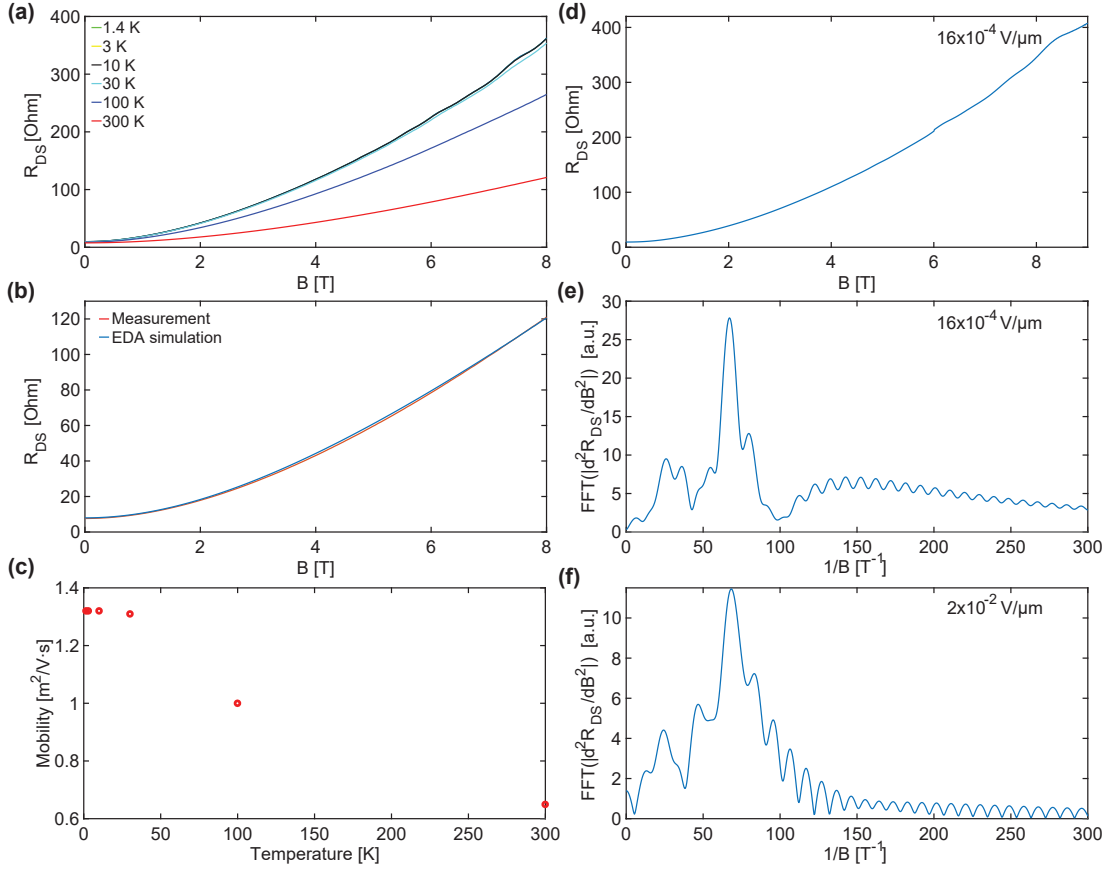 (a)
400
300
200
100
0
R_DS [Ohm]
1.4 K
3 K
10 K
30 K
100 K
300 K
0 2 4 6 8
B [T]
(b)
120
100
80
60
40
20
0
R_DS [Ohm]
Measurement
EDA simulation
0 2 4 6 8
B [T]
(c)
1.4
1.2
1
0.8
0.6
Mobility [m²/V·s]
0 50 100 150 200 250 300
Temperature [K]
(d)
400
300
200
100
0
R_DS [Ohm]
16x10⁻⁴ V/µm
0 2 4 6 8
B [T]
(e)
30
25
20
15
10
5
0
FFT(|d²R_DS/dB²|) [a.u.]
16x10⁻⁴ V/µm
0 50 100 150 200 250 300
1/B [T⁻¹]
(f)
10
8
6
4
2
0
FFT(|d²R_DS/dB²|) [a.u.]
2x10⁻² V/µm
0 50 100 150 200 250 300
1/B [T⁻¹]